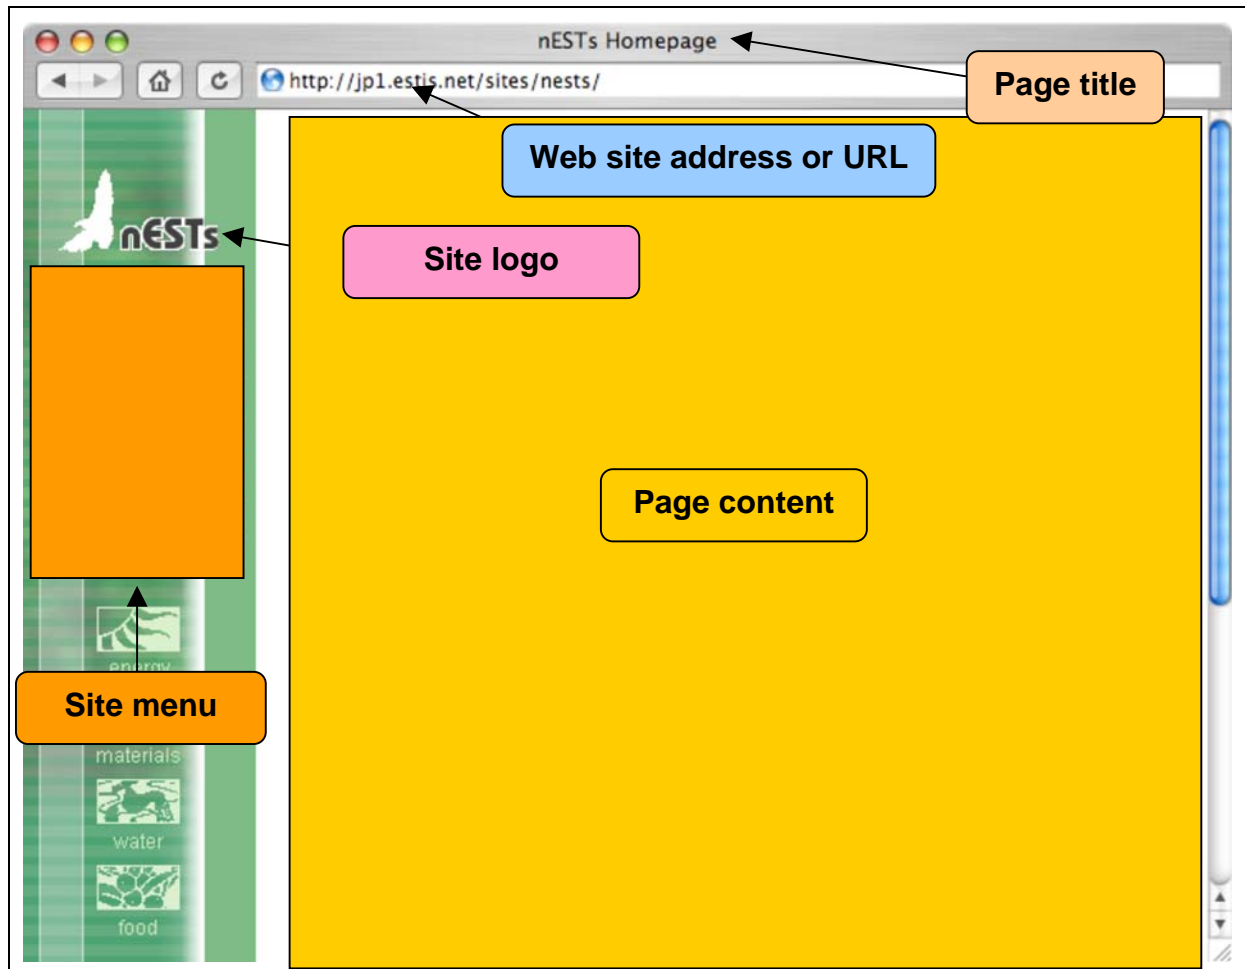 nESTs Homepage
http://jp1.estis.net/sites/nests/
Page title
Web site address or URL
nESTs
Site logo
Page content
energy
Site menu
materials
water
food